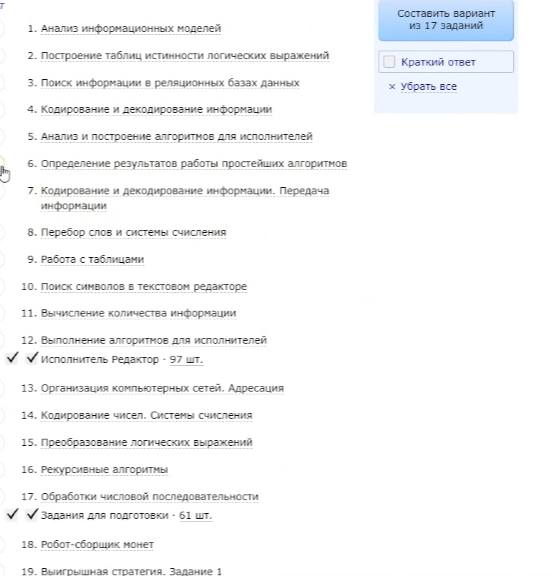 Составить вариант
из 17 заданий
Краткий ответ
× Убрать все
1. Анализ информационных моделей
2. Построение таблиц истинности логических выражений
3. Поиск информации в реляционных базах данных
4. Кодирование и декодирование информации
5. Анализ и построение алгоритмов для исполнителей
6. Определение результатов работы простейших алгоритмов
7. Кодирование и декодирование информации. Передача
информации
8. Перебор слов и системы счисления
9. Работа с таблицами
10. Поиск символов в текстовом редакторе
11. Вычисление количества информации
12. Выполнение алгоритмов для исполнителей
Исполнитель Редактор · 97 шт.
13. Организация компьютерных сетей. Адресация
14. Кодирование чисел. Системы счисления
15. Преобразование логических выражений
16. Рекурсивные алгоритмы
17. Обработки числовой последовательности
Задания для подготовки · 61 шт.
18. Робот-сборщик монет
19. Выигрышная стратегия. Задание 1